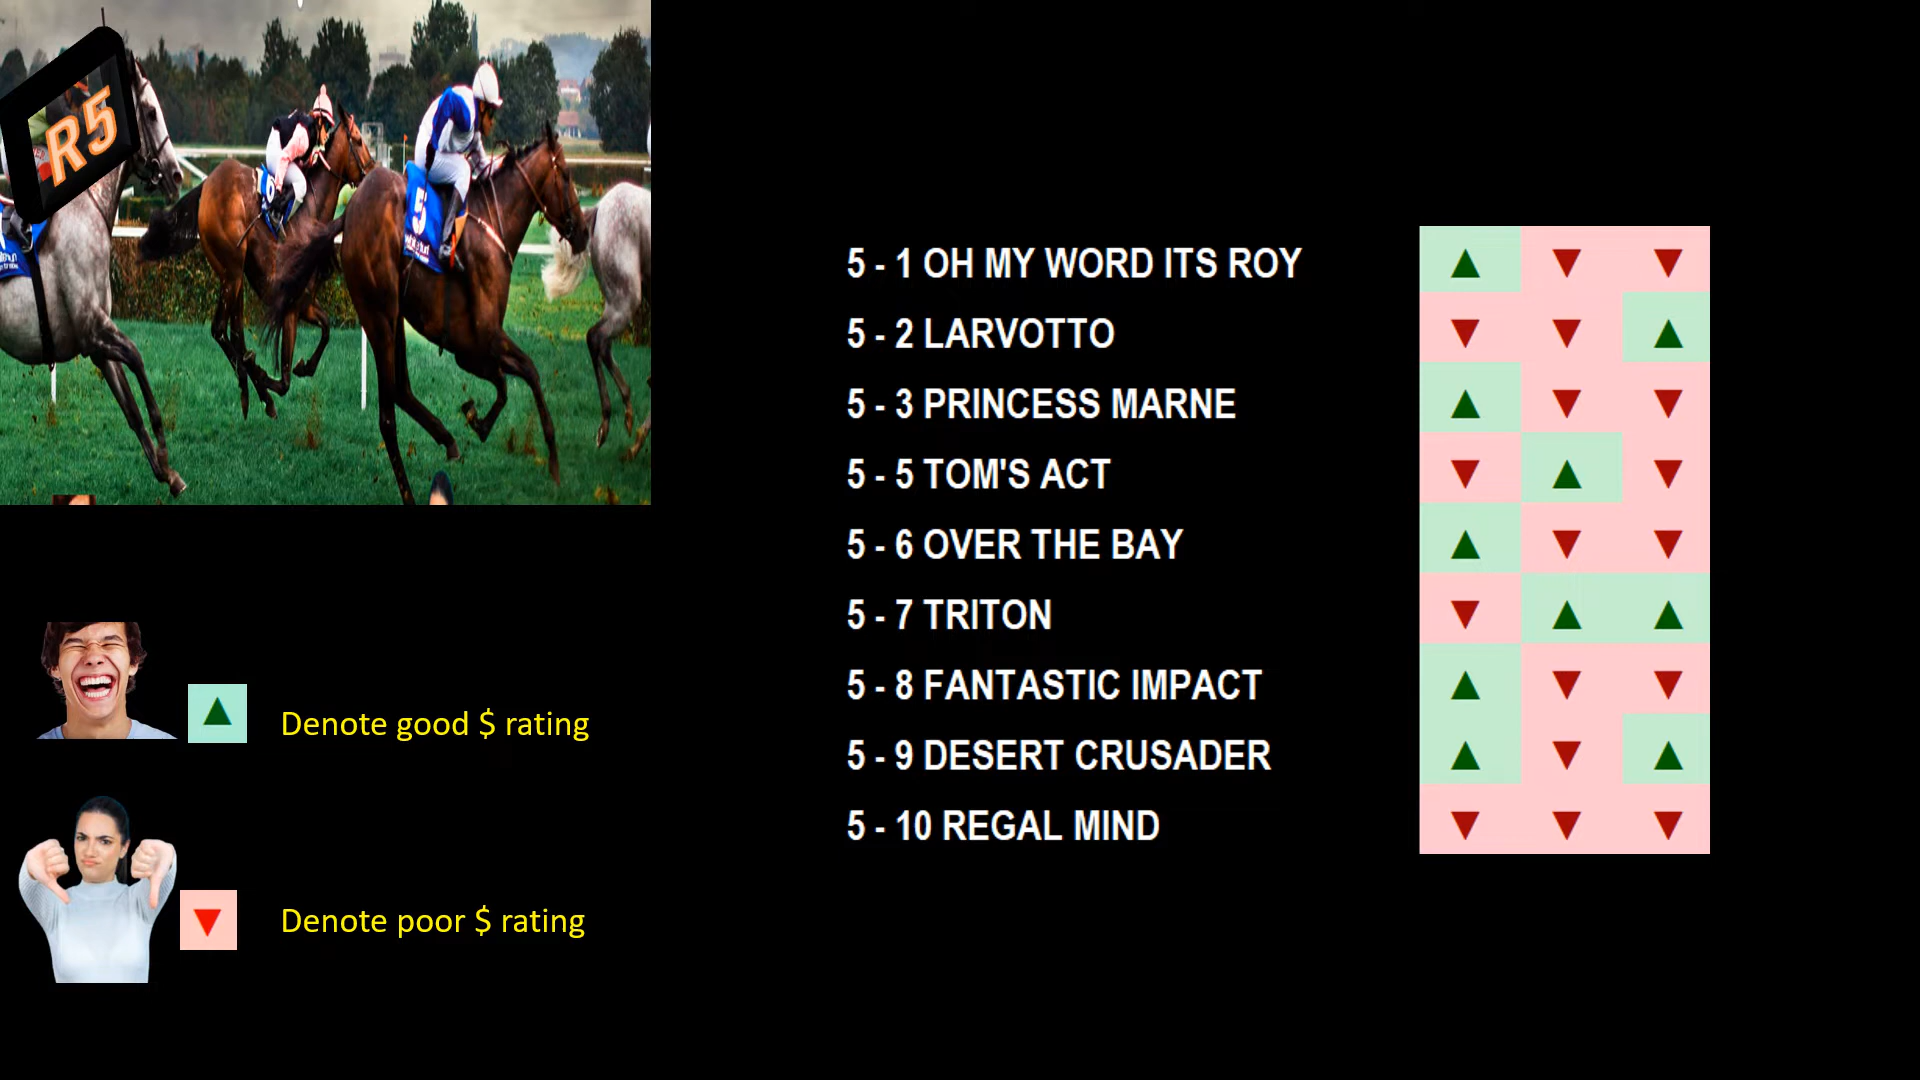 R5
6
5
5 - 1 OH MY WORD ITS ROY
5 - 2 LARVOTTO
5 - 3 PRINCESS MARNE
5 - 5 TOM'S ACT
5 - 6 OVER THE BAY
5 - 7 TRITON
5 - 8 FANTASTIC IMPACT
5 - 9 DESERT CRUSADER
5 - 10 REGAL MIND
Denote good $ rating
Denote poor $ rating